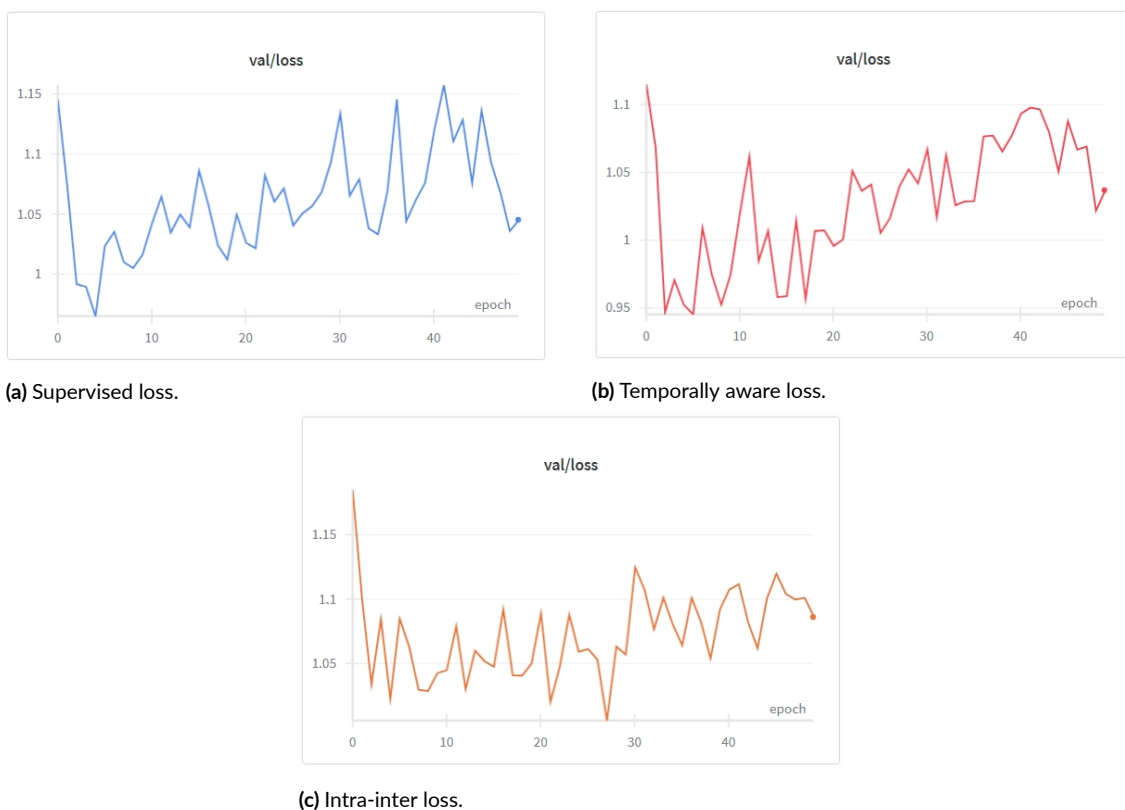 val/loss
1.15
1.1
1.05
1
epoch
0 10 20 30 40
(a) Supervised loss.
val/loss
1.1
1.05
1
0.95
epoch
0 10 20 30 40
(b) Temporally aware loss.
val/loss
1.15
1.1
1.05
epoch
0 10 20 30 40
(c) Intra-inter loss.